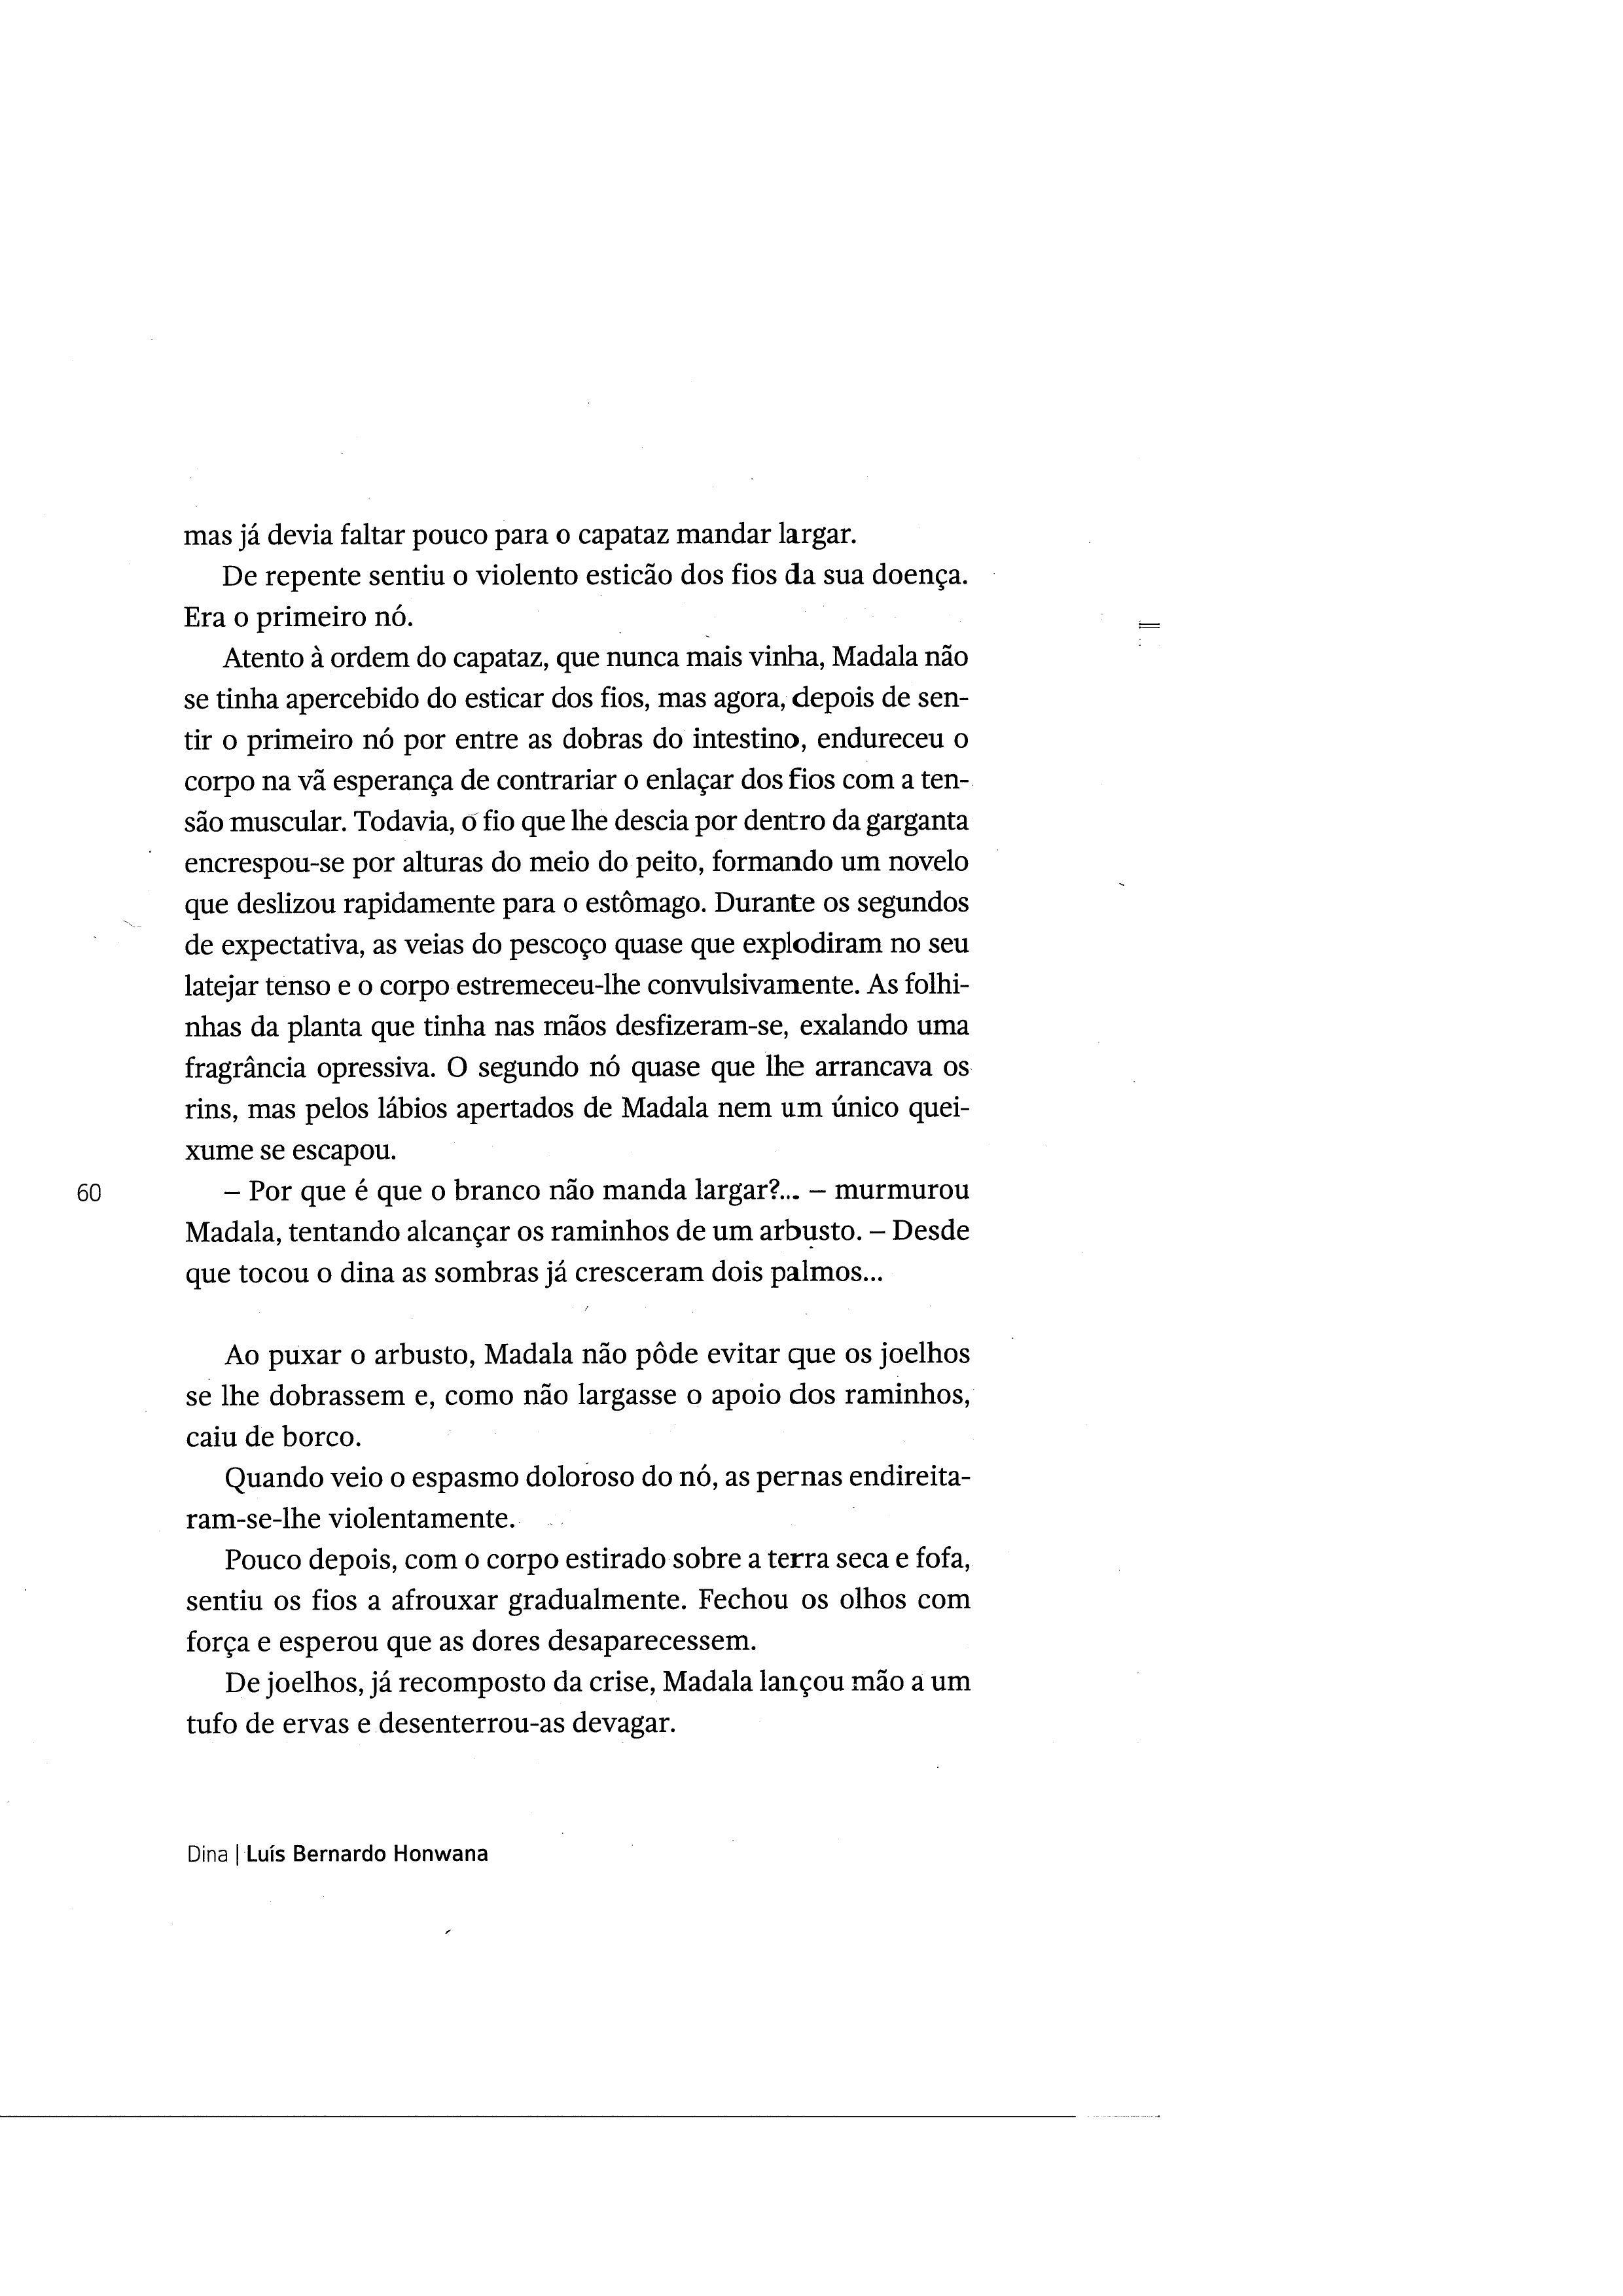 mas já devia faltar pouco para o capataz mandar largar.
De repente sentiu o violento esticão dos fios da sua doença.
Era o primeiro nó.
Atento à ordem do capataz, que nunca mais vinha, Madala não
se tinha apercebido do esticar dos fios, mas agora, depois de sen-
tir o primeiro nó por entre as dobras do intestino, endureceu o
corpo na vã esperança de contrariar o enlaçar dos fios com a ten-
são muscular. Todavia, o fio que lhe descia por dentro da garganta
encrespou-se por alturas do meio do peito, formando um novelo
que deslizou rapidamente para o estômago. Durante os segundos
de expectativa, as veias do pescoço quase que explodiram no seu
latejar tenso e o corpo estremeceu-lhe convulsivamente. As folhi-
nhas da planta que tinha nas mãos desfizeram-se, exalando uma
fragrância opressiva. O segundo nó quase que lhe arrancava os
rins, mas pelos lábios apertados de Madala nem um único quei-
xume se escapou.
60
– Por que é que o branco não manda largar?... – murmurou
Madala, tentando alcançar os raminhos de um arbusto. – Desde
que tocou o dina as sombras já cresceram dois palmos...
Ao puxar o arbusto, Madala não pôde evitar que os joelhos
se lhe dobrassem e, como não largasse o apoio dos raminhos,
caiu de borco.
Quando veio o espasmo doloroso do nó, as pernas endireita-
ram-se-lhe violentamente.
Pouco depois, com o corpo estirado sobre a terra seca e fofa,
sentiu os fios a afrouxar gradualmente. Fechou os olhos com
força e esperou que as dores desaparecessem.
De joelhos, já recomposto da crise, Madala lançou mão a um
tufo de ervas e desenterrou-as devagar.
Dina | Luís Bernardo Honwana